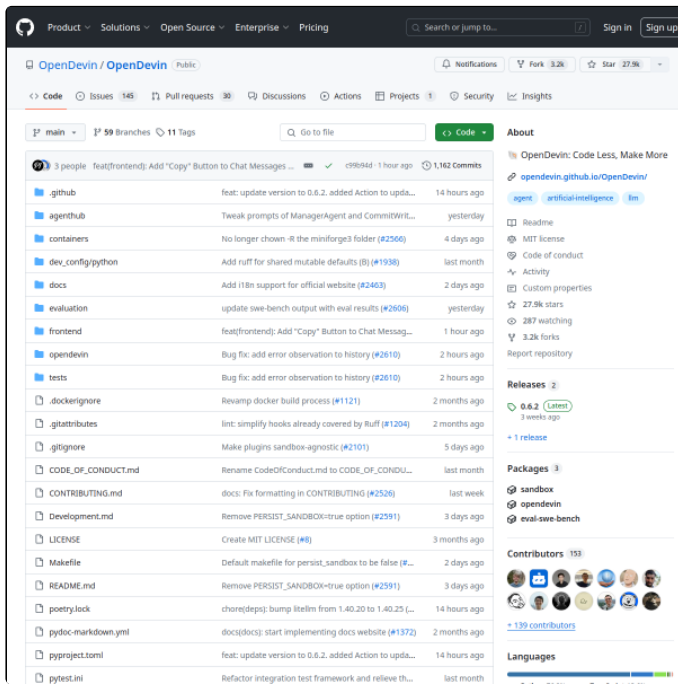 Product Solutions Open Source Enterprise Pricing Search or jump to... / Sign in Sign up
OpenDevin / OpenDevin Public Notifications Fork 3.2k Star 27.9k
Code Issues 145 Pull requests 30 Discussions Actions Projects 1 Security Insights
main 59 Branches 11 Tags Go to file Code
3 people feat(frontend): Add "Copy" Button to Chat Messages ... c99b94d · 1 hour ago 1,162 Commits
.github feat: update version to 0.6.2. added Action to upda... 14 hours ago
agenthub Tweak prompts of ManagerAgent and CommitWrit... yesterday
containers No longer chown -R the miniforge3 folder (#2566) 4 days ago
dev_config/python Add ruff for shared mutable defaults (B) (#1938) last month
docs Add i18n support for official website (#2463) 2 days ago
evaluation update swe-bench output with eval results (#2606) yesterday
frontend feat(frontend): Add "Copy" Button to Chat Messag... 1 hour ago
opendevin Bug fix: add error observation to history (#2610) 2 hours ago
tests Bug fix: add error observation to history (#2610) 2 hours ago
.dockerignore Revamp docker build process (#1121) 2 months ago
.gitattributes lint: simplify hooks already covered by Ruff (#1204) 2 months ago
.gitignore Make plugins sandbox-agnostic (#2101) 5 days ago
CODE_OF_CONDUCT.md Rename CodeOfConduct.md to CODE_OF_CONDU... last month
CONTRIBUTING.md docs: Fix formatting in CONTRIBUTING (#2526) last week
Development.md Remove PERSIST_SANDBOX=true option (#2591) 3 days ago
LICENSE Create MIT LICENSE (#8) 3 months ago
Makefile Default makefile for persist_sandbox to be false (#... 2 days ago
README.md Remove PERSIST_SANDBOX=true option (#2591) 3 days ago
poetry.lock chore(deps): bump litellm from 1.40.20 to 1.40.25 (... 14 hours ago
pydoc-markdown.yml docs(docs): start implementing docs website (#1372) 2 months ago
pyproject.toml feat: update version to 0.6.2. added Action to upda... 14 hours ago
pytest.ini Refactor integration test framework and relieve th... last month
About
OpenDevin: Code Less, Make More
opendevin.github.io/OpenDevin/
agent artificial-intelligence llm
Readme
MIT license
Code of conduct
Activity
Custom properties
27.9k stars
287 watching
3.2k forks
Report repository
Releases 2
0.6.2 Latest
3 weeks ago
+ 1 release
Packages 3
sandbox
opendevin
eval-swe-bench
Contributors 153
+ 139 contributors
Languages